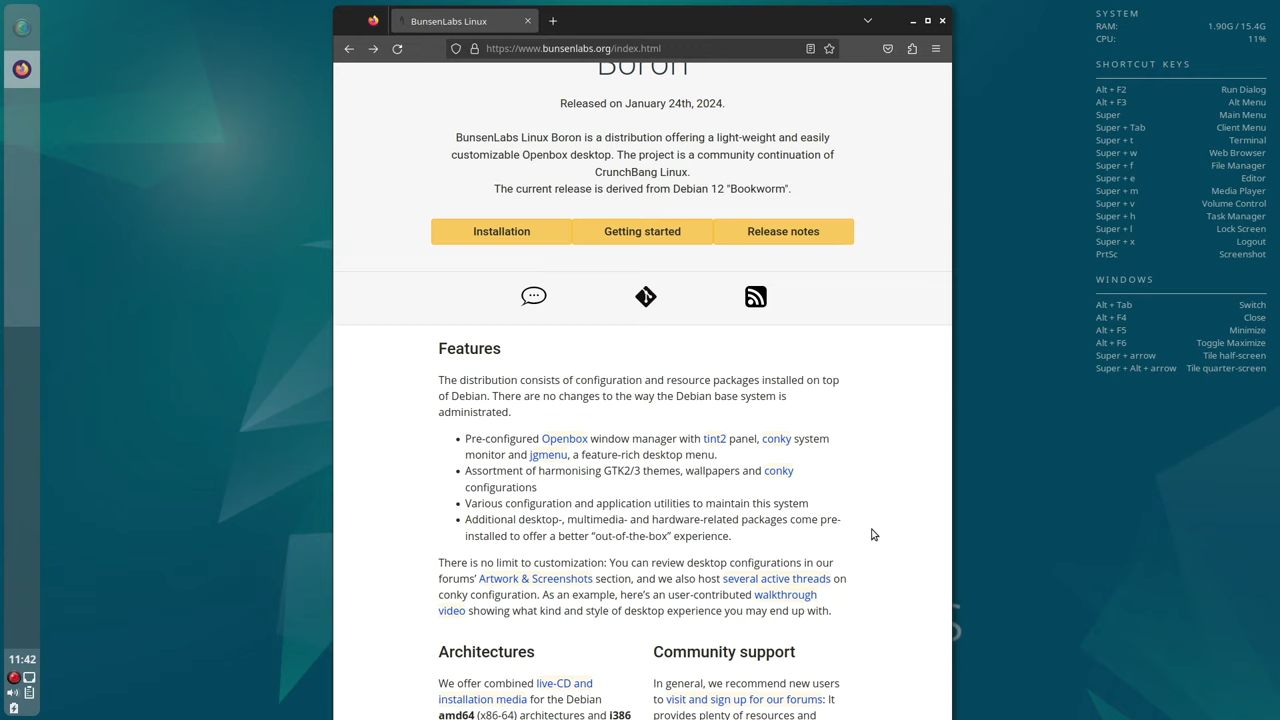 BunsenLabs Linux
https://www.bunsenlabs.org/index.html
Boron
Released on January 24th, 2024.
BunsenLabs Linux Boron is a distribution offering a light-weight and easily
customizable Openbox desktop. The project is a community continuation of
CrunchBang Linux.
The current release is derived from Debian 12 "Bookworm".
Installation
Getting started
Release notes
Features
The distribution consists of configuration and resource packages installed on top
of Debian. There are no changes to the way the Debian base system is
administrated.
• Pre-configured Openbox window manager with tint2 panel, conky system
monitor and jgmenu, a feature-rich desktop menu.
• Assortment of harmonising GTK2/3 themes, wallpapers and conky
configurations
• Various configuration and application utilities to maintain this system
• Additional desktop-, multimedia- and hardware-related packages come pre-
installed to offer a better “out-of-the-box” experience.
There is no limit to customization: You can review desktop configurations in our
forums’ Artwork & Screenshots section, and we also host several active threads on
conky configuration. As an example, here’s an user-contributed walkthrough
video showing what kind and style of desktop experience you may end up with.
Architectures
We offer combined live-CD and
installation media for the Debian
amd64 (x86-64) architectures and i386
Community support
In general, we recommend new users
to visit and sign up for our forums: It
provides plenty of resources and
SYSTEM
RAM: 1.90G / 15.4G
CPU: 11%
SHORTCUT KEYS
Alt + F2 Run Dialog
Alt + F3 Alt Menu
Super Main Menu
Super + Tab Client Menu
Super + t Terminal
Super + w Web Browser
Super + f File Manager
Super + e Editor
Super + m Media Player
Super + v Volume Control
Super + h Task Manager
Super + l Lock Screen
Super + x Logout
PrtSc Screenshot
WINDOWS
Alt + Tab Switch
Alt + F4 Close
Alt + F5 Minimize
Alt + F6 Toggle Maximize
Super + arrow Tile half-screen
Super + Alt + arrow Tile quarter-screen
S
11:42